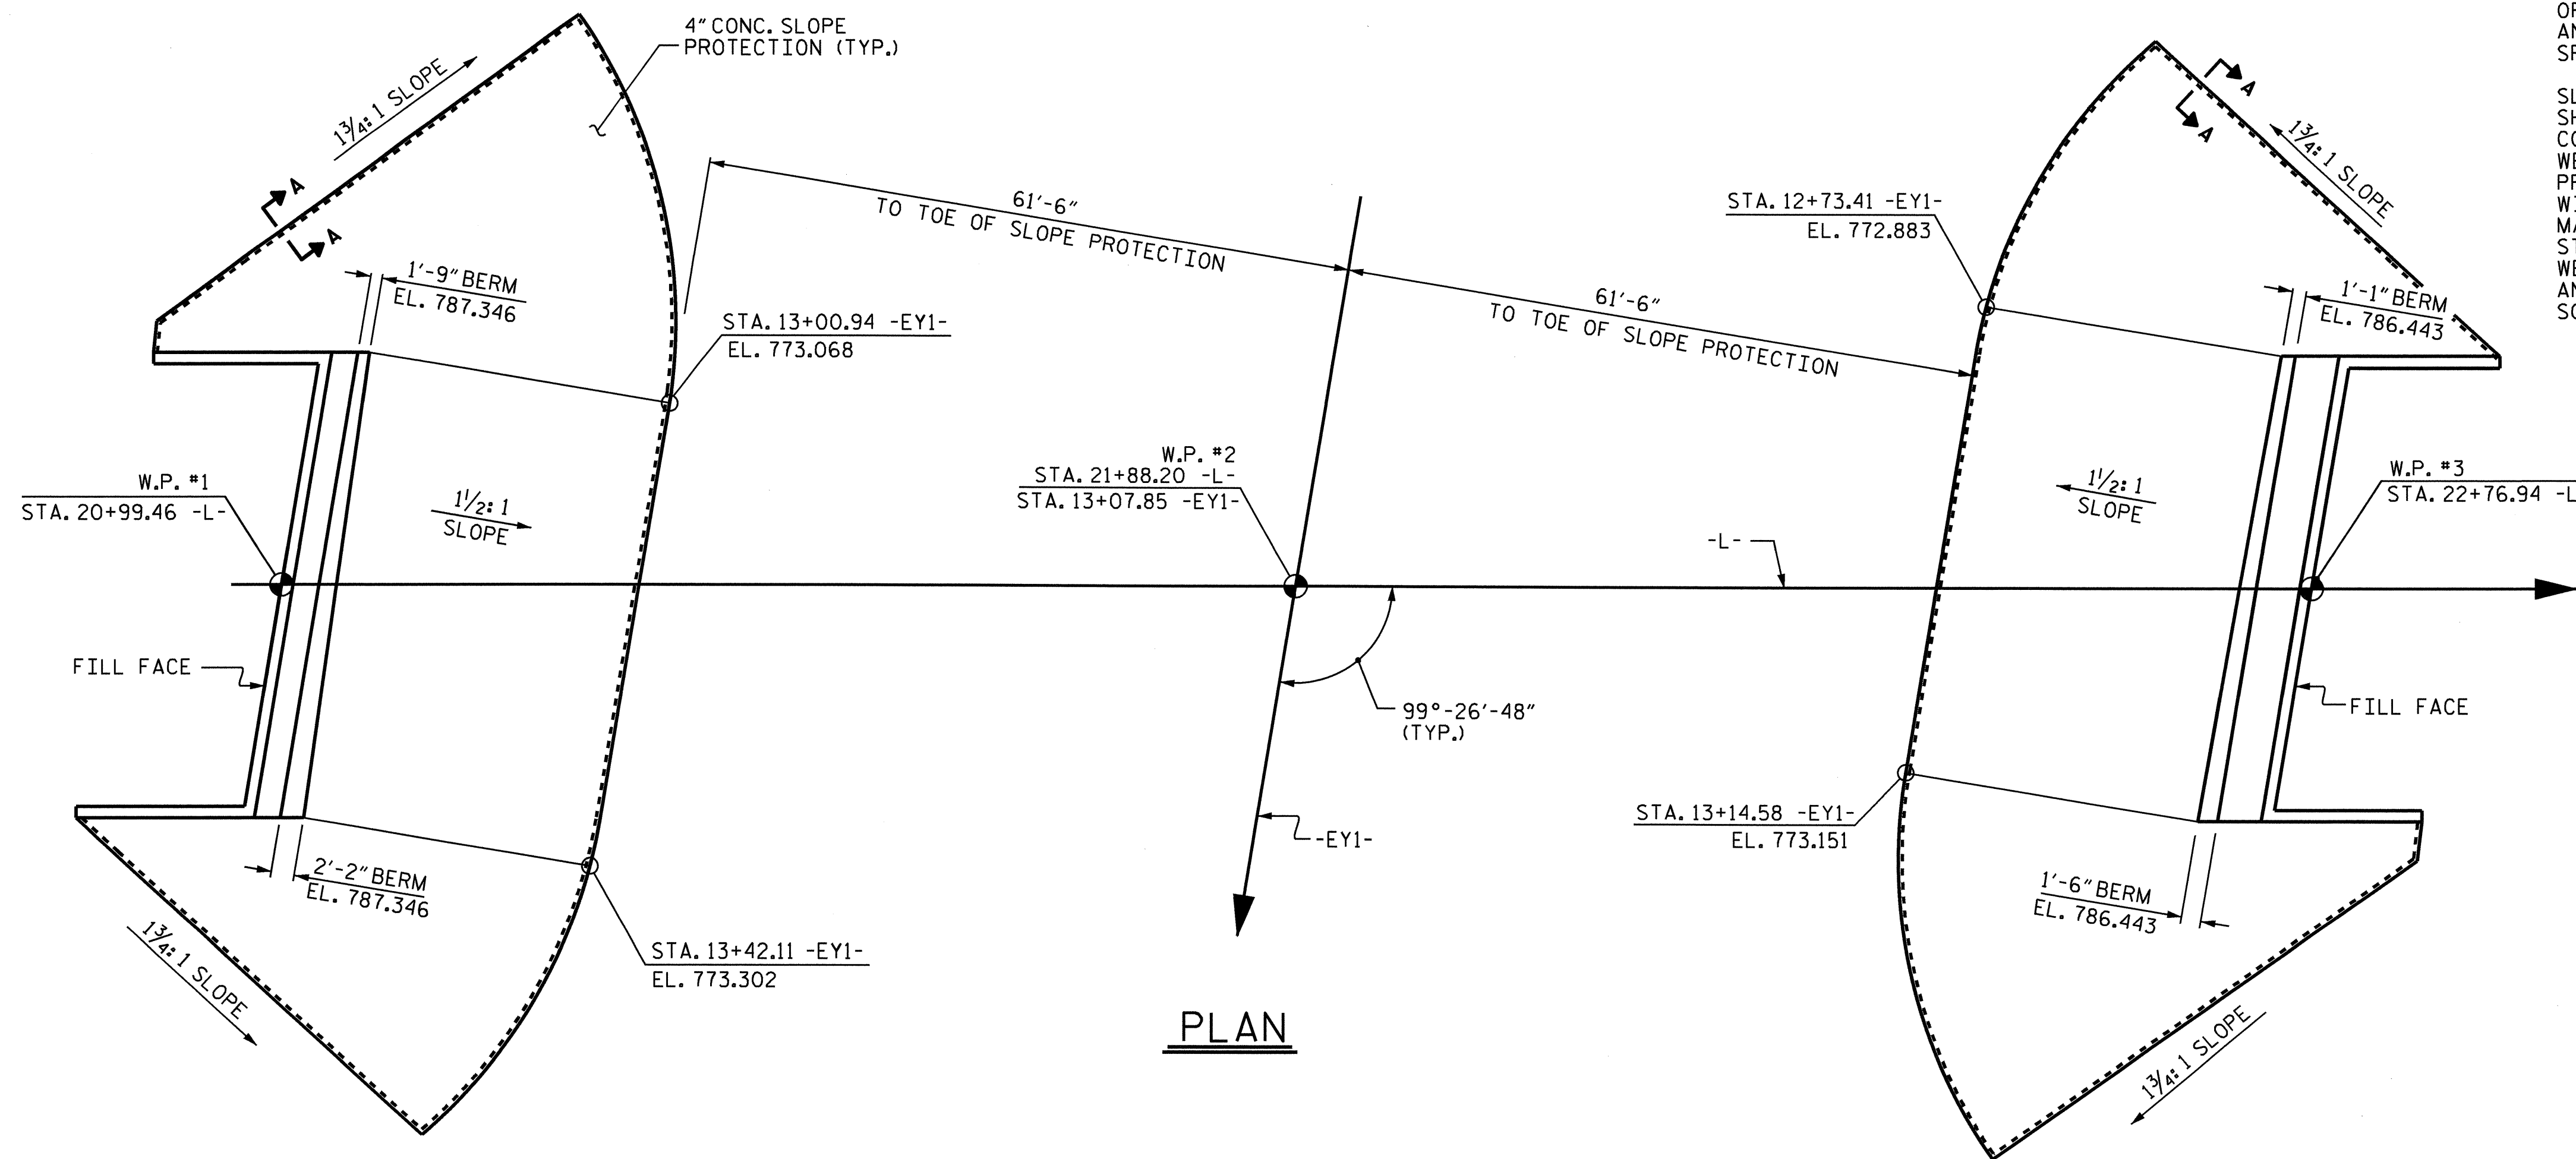 4" CONC. SLOPE
PROTECTION (TYP.)
1¾:1 SLOPE
A
A
1'-9" BERM
EL. 787.346
STA. 13+00.94 -EY1-
EL. 773.068
61'-6"
TO TOE OF SLOPE PROTECTION
61'-6"
TO TOE OF SLOPE PROTECTION
STA. 12+73.41 -EY1-
EL. 772.883
A
A
1¾:1 SLOPE
1'-1" BERM
EL. 786.443
W.P. #1
STA. 20+99.46 -L-
1½:1
SLOPE
W.P. #2
STA. 21+88.20 -L-
STA. 13+07.85 -EY1-
-L-
1½:1
SLOPE
W.P. #3
STA. 22+76.94 -L
FILL FACE
99°-26'-48"
(TYP.)
FILL FACE
-EY1-
STA. 13+14.58 -EY1-
EL. 773.151
2'-2" BERM
EL. 787.346
1'-6" BERM
EL. 786.443
1¾:1 SLOPE
STA. 13+42.11 -EY1-
EL. 773.302
1¾:1 SLOPE
PLAN